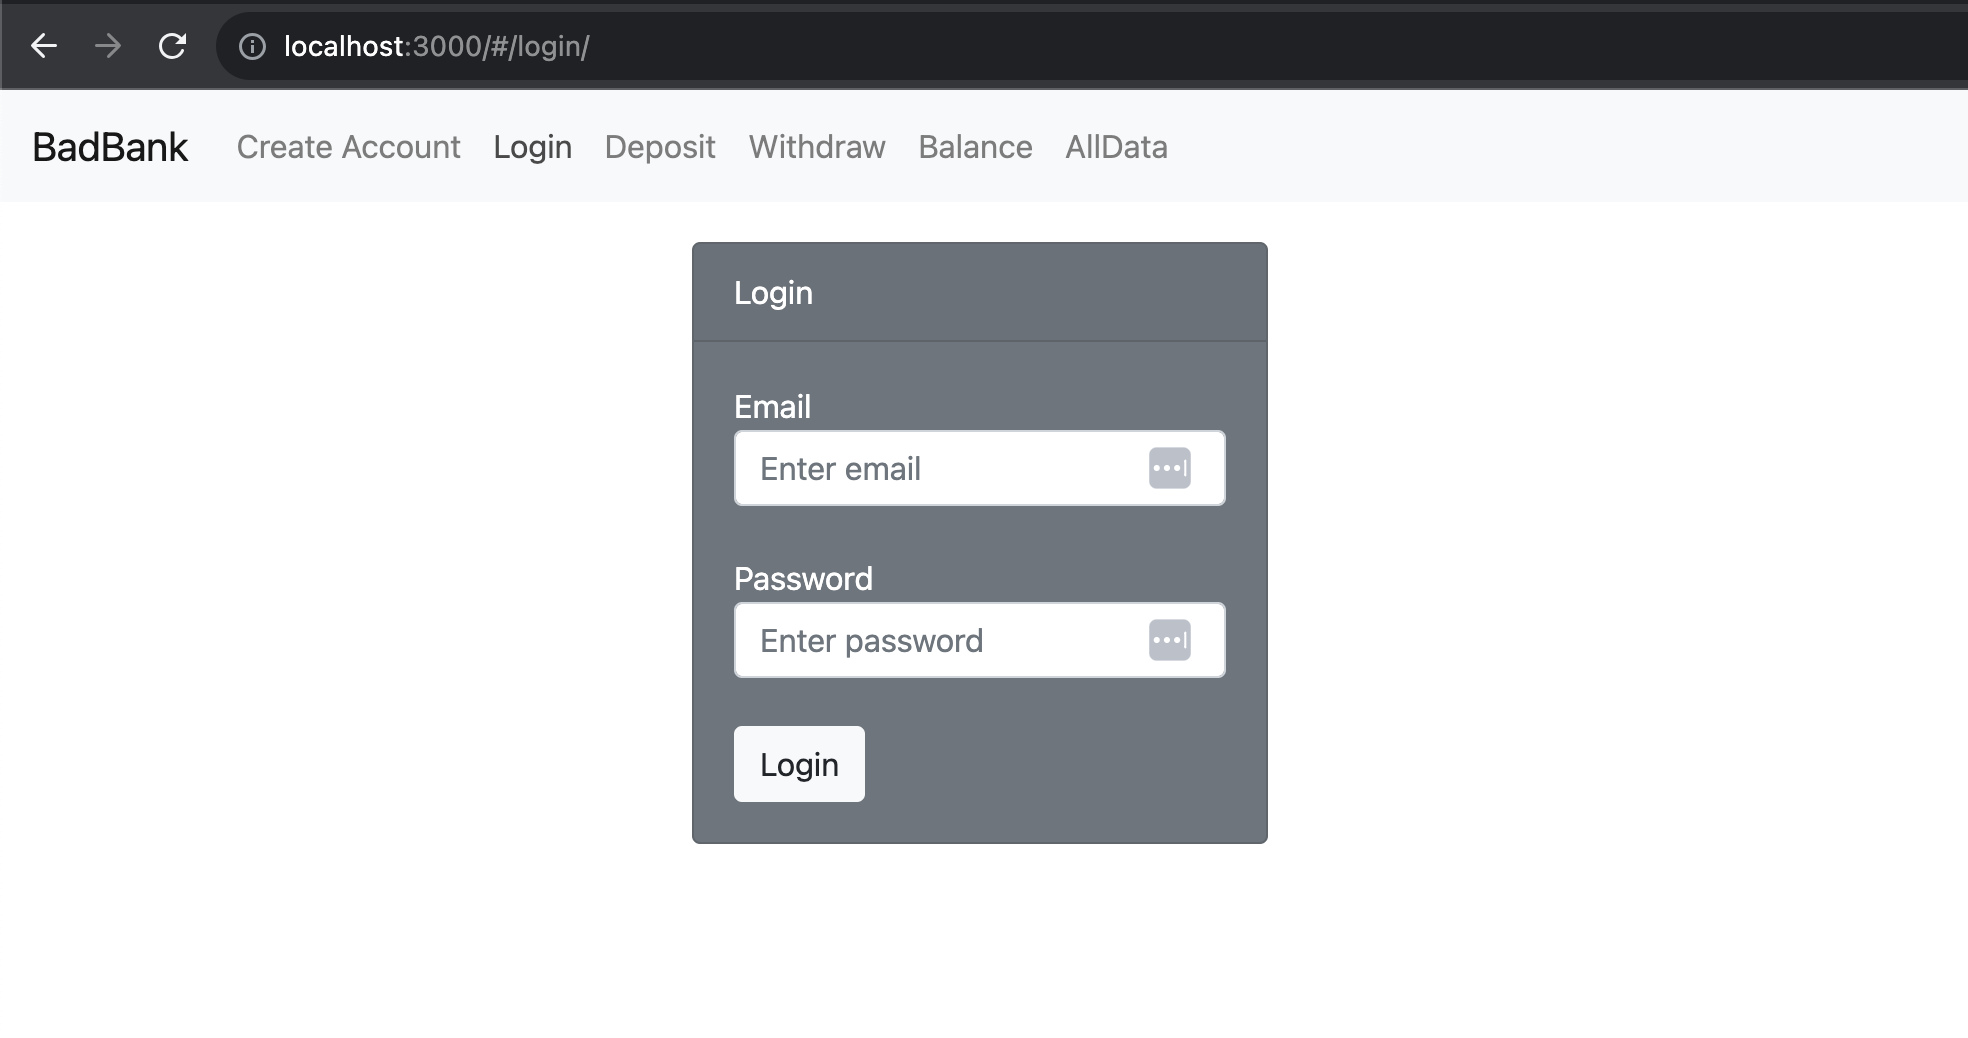 localhost:3000/#/login/
BadBank Create Account Login Deposit Withdraw Balance AllData
Login
Email
Enter email
Password
Enter password
Login